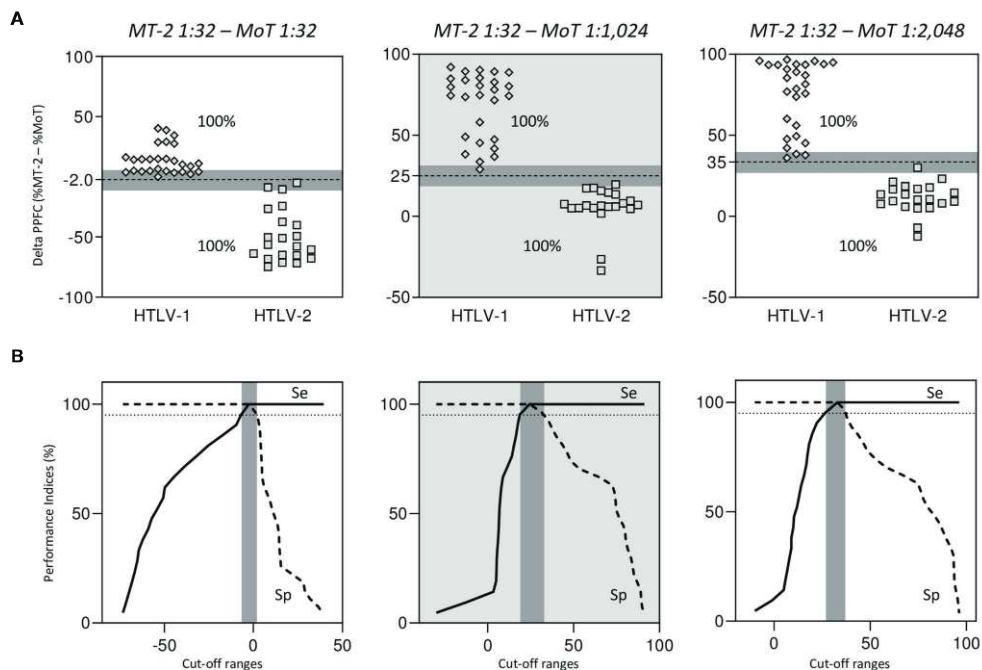 A
MT-2 1:32 – MoT 1:32
MT-2 1:32 – MoT 1:1,024
MT-2 1:32 – MoT 1:2,048
Delta PPFC (%MT-2 – %MoT)
100
50
-2.0
-50
-100
100%
100%
HTLV-1
HTLV-2
100
50
25
0
-50
100%
100%
HTLV-1
HTLV-2
100
50
35
0
-50
100%
100%
HTLV-1
HTLV-2
B
Performance Indices (%)
100
50
0
Se
Sp
-50
0
50
Cut-off ranges
Se
Sp
0
50
100
Cut-off ranges
100
50
0
Se
Sp
0
50
100
Cut-off ranges